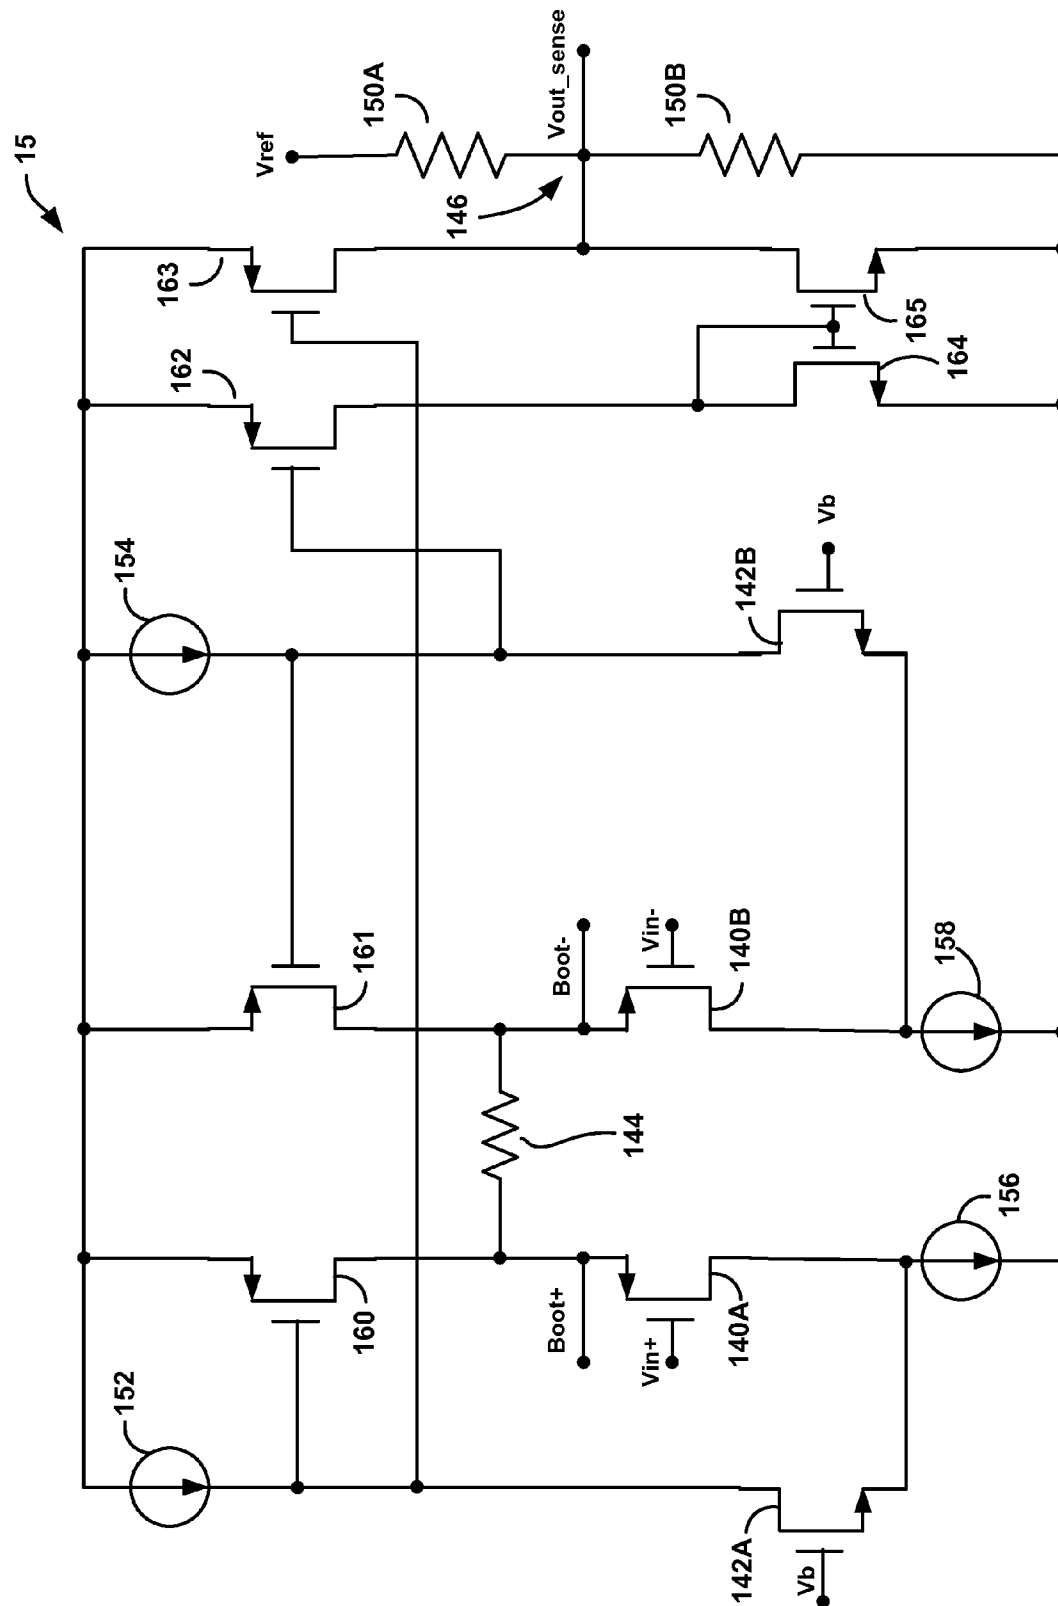 15
Vref
150A
Vout_sense
150B
146
163
165
162
164
154
142B
Vb
161
Boot-
Vin-
140B
158
144
160
Boot+
Vin+
140A
156
152
142A
Vb